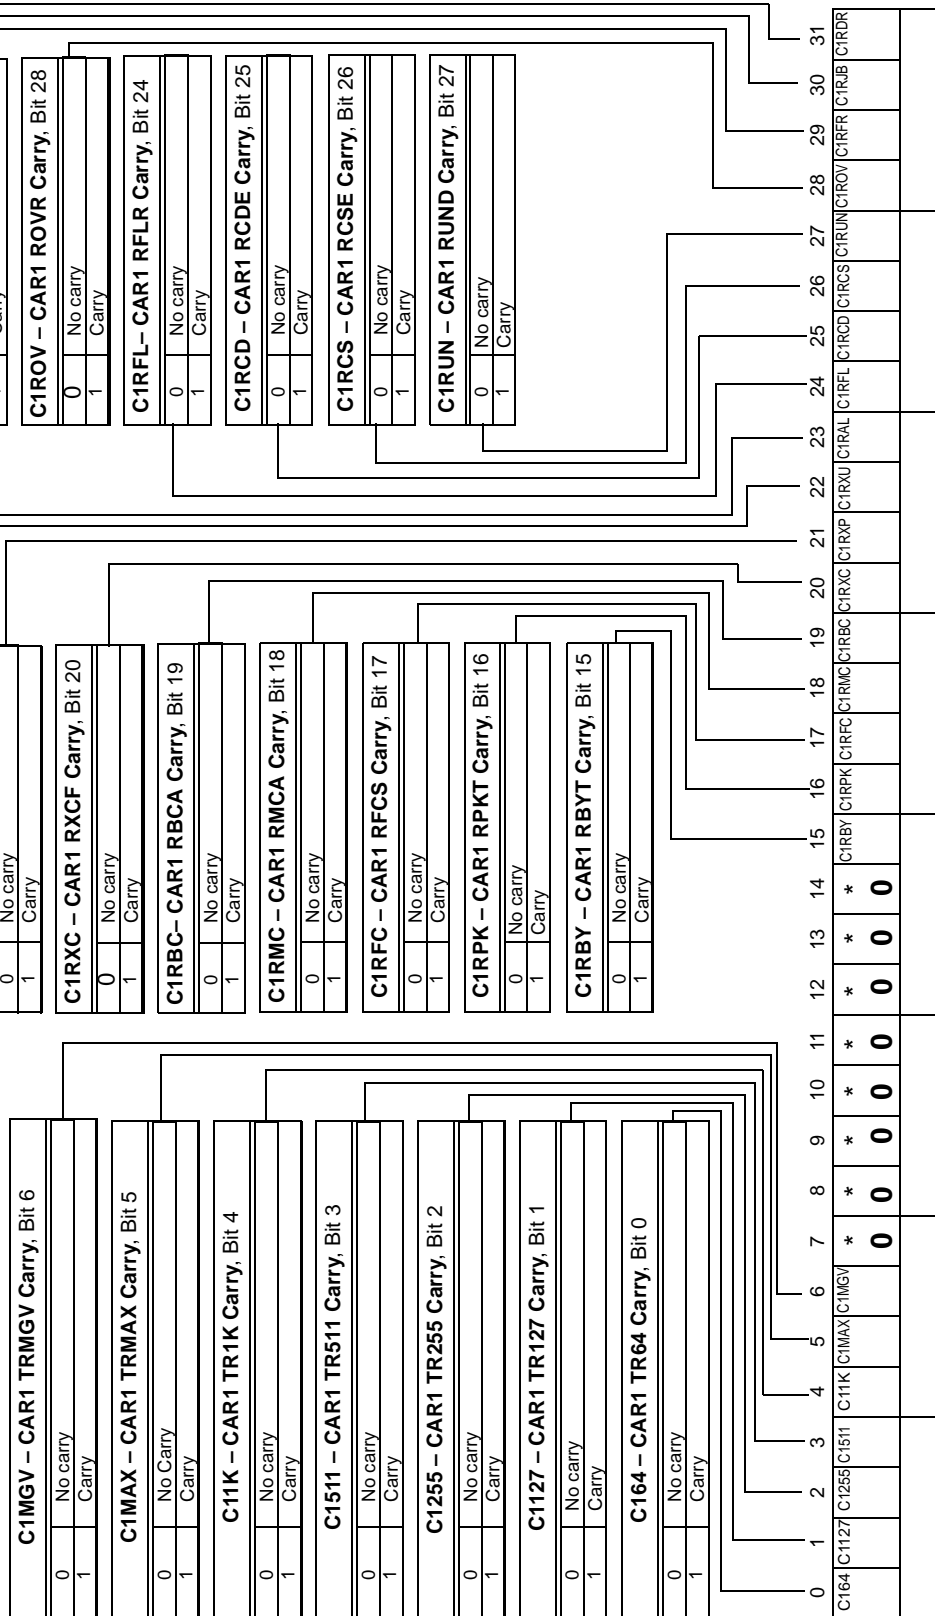 arry
C1ROV – CAR1 ROVR Carry, Bit 28
0 No carry
1 Carry
C1RFL– CAR1 RFLR Carry, Bit 24
0 No carry
1 Carry
C1RCD – CAR1 RCDE Carry, Bit 25
0 No carry
1 Carry
C1RCS – CAR1 RCSE Carry, Bit 26
0 No carry
1 Carry
C1RUN – CAR1 RUND Carry, Bit 27
0 No carry
1 Carry
0 No carry
1 Carry
C1RXC – CAR1 RXCF Carry, Bit 20
0 No carry
1 Carry
C1RBC– CAR1 RBCA Carry, Bit 19
0 No carry
1 Carry
C1RMC – CAR1 RMCA Carry, Bit 18
0 No carry
1 Carry
C1RFC – CAR1 RFCS Carry, Bit 17
0 No carry
1 Carry
C1RPK – CAR1 RPKT Carry, Bit 16
0 No carry
1 Carry
C1RBY – CAR1 RBYT Carry, Bit 15
0 No carry
1 Carry
C1MGV – CAR1 TRMGV Carry, Bit 6
0 No carry
1 Carry
C1MAX – CAR1 TRMAX Carry, Bit 5
0 No Carry
1 Carry
C11K – CAR1 TR1K Carry, Bit 4
0 No carry
1 Carry
C1511 – CAR1 TR511 Carry, Bit 3
0 No carry
1 Carry
C1255 – CAR1 TR255 Carry, Bit 2
0 No carry
1 Carry
C1127 – CAR1 TR127 Carry, Bit 1
0 No carry
1 Carry
C164 – CAR1 TR64 Carry, Bit 0
0 No carry
1 Carry
0 1 2 3 4 5 6 7 8 9 10 11 12 13 14 15 16 17 18 19 20 21 22 23 24 25 26 27 28 29 30 31
C164 C1127 C1255 C1511 C11K C1MAX C1MGV * * * * * * * * C1RBY C1RPK C1RFC C1RMC C1RBC C1RXC C1RXP C1RXU C1RAL C1RFL C1RCD C1RCS C1RUN C1ROV C1RFR C1RJB C1RDR
0 0 0 0 0 0 0 0